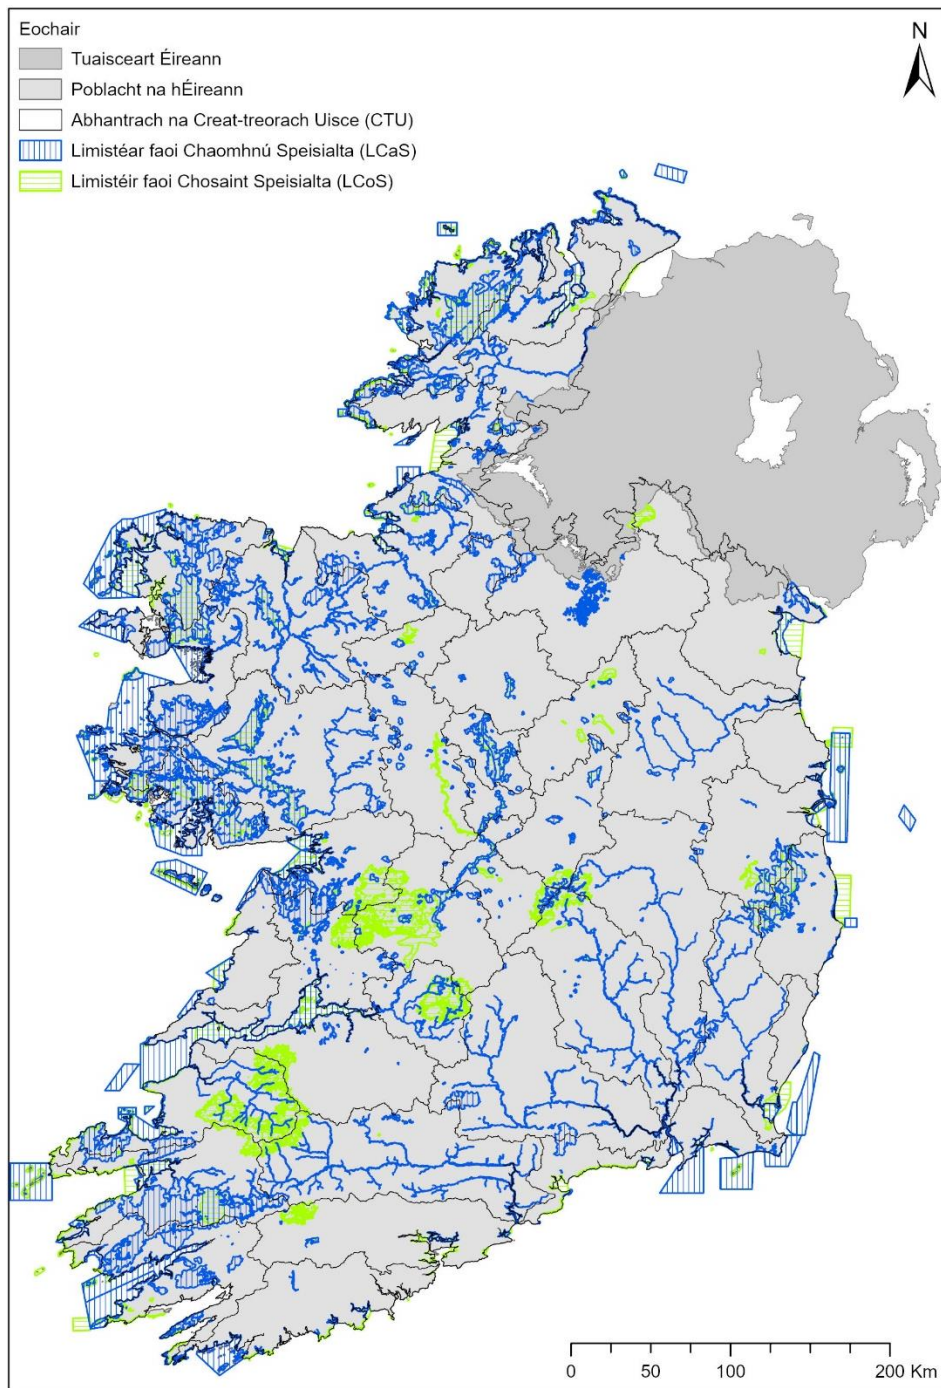 Eochair
N
Tuaisceart Éireann
Poblacht na hÉireann
Abhantrach na Creat-treorach Uisce (CTU)
Limistéar faoi Chaomhnú Speisialta (LCaS)
Limistéir faoi Chosaint Speisialta (LCoS)
0 50 100 200 Km